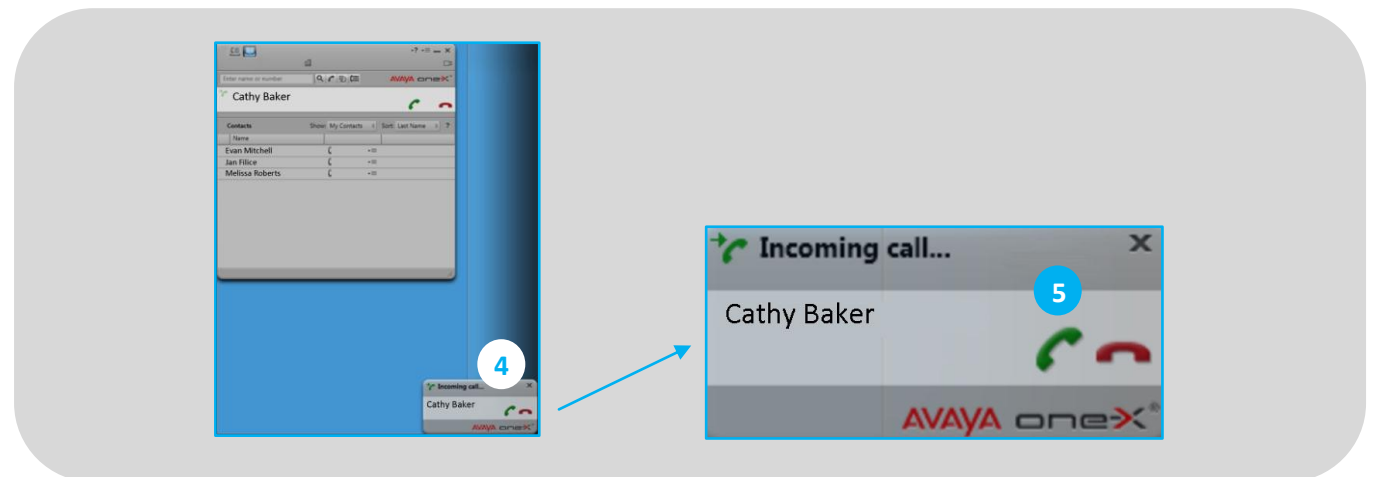 Enter name or number
AVAYA one-X
Cathy Baker
Contacts
Show: My Contacts
Sort: Last Name
?
Name
Evan Mitchell
Jan Filice
Melissa Roberts
4
Incoming call...
X
Cathy Baker
AVAYA one-X®
Incoming call...
X
5
Cathy Baker
AVAYA one-X®